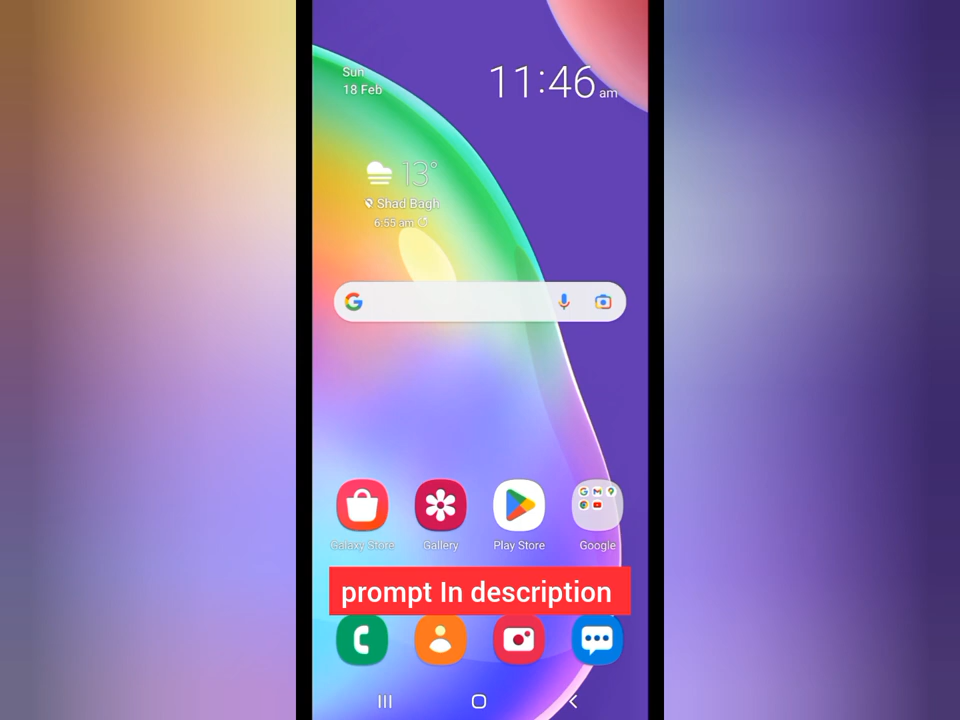 Sun
18 Feb
11:46 am
13°
Shad Bagh
6:55 am
Galaxy Store
Gallery
Play Store
Google
prompt In description